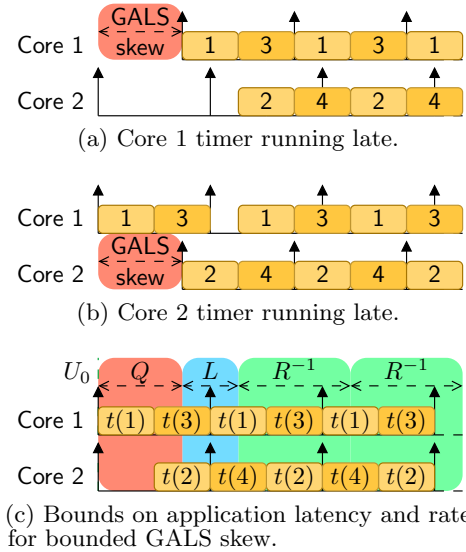 GALS
skew
Core 1 1 3 1 3 1
Core 2 2 4 2 4
(a) Core 1 timer running late.
Core 1 1 3 1 3 1 3
GALS
skew
Core 2 2 4 2 4 2
(b) Core 2 timer running late.
U₀ Q L R⁻¹ R⁻¹
Core 1 t(1) t(3) t(1) t(3) t(1) t(3)
Core 2 t(2) t(4) t(2) t(4) t(2)
(c) Bounds on application latency and rate
for bounded GALS skew.